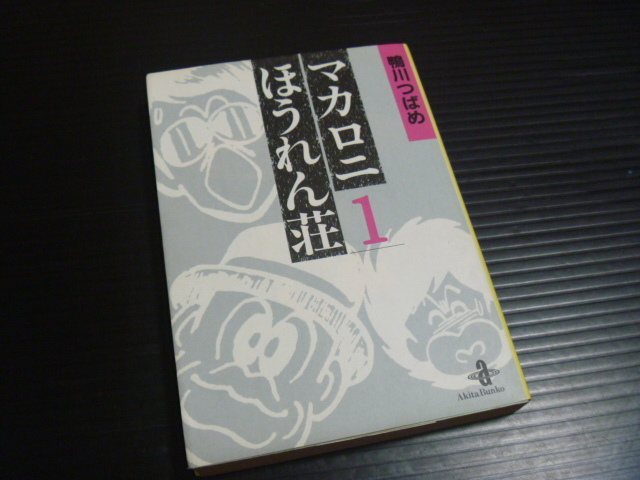 鴨川つばめ
マカロニ
ほうれん荘
1
a
Akita Bunko